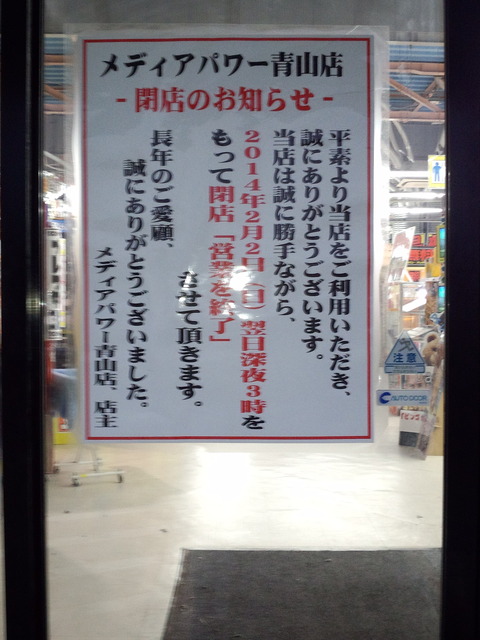 メディアパワー青山店
- 閉店のお知らせ -
平素より当店をご利用いただき、
誠にありがとうございます。
当店は誠に勝手ながら、
2014年2月2日(日)翌日深夜3時を
もって閉店「営業を終了」
させて頂きます。
長年のご愛顧、
誠にありがとうございました。
メディアパワー青山店、店主
注意
AUTO DOOR